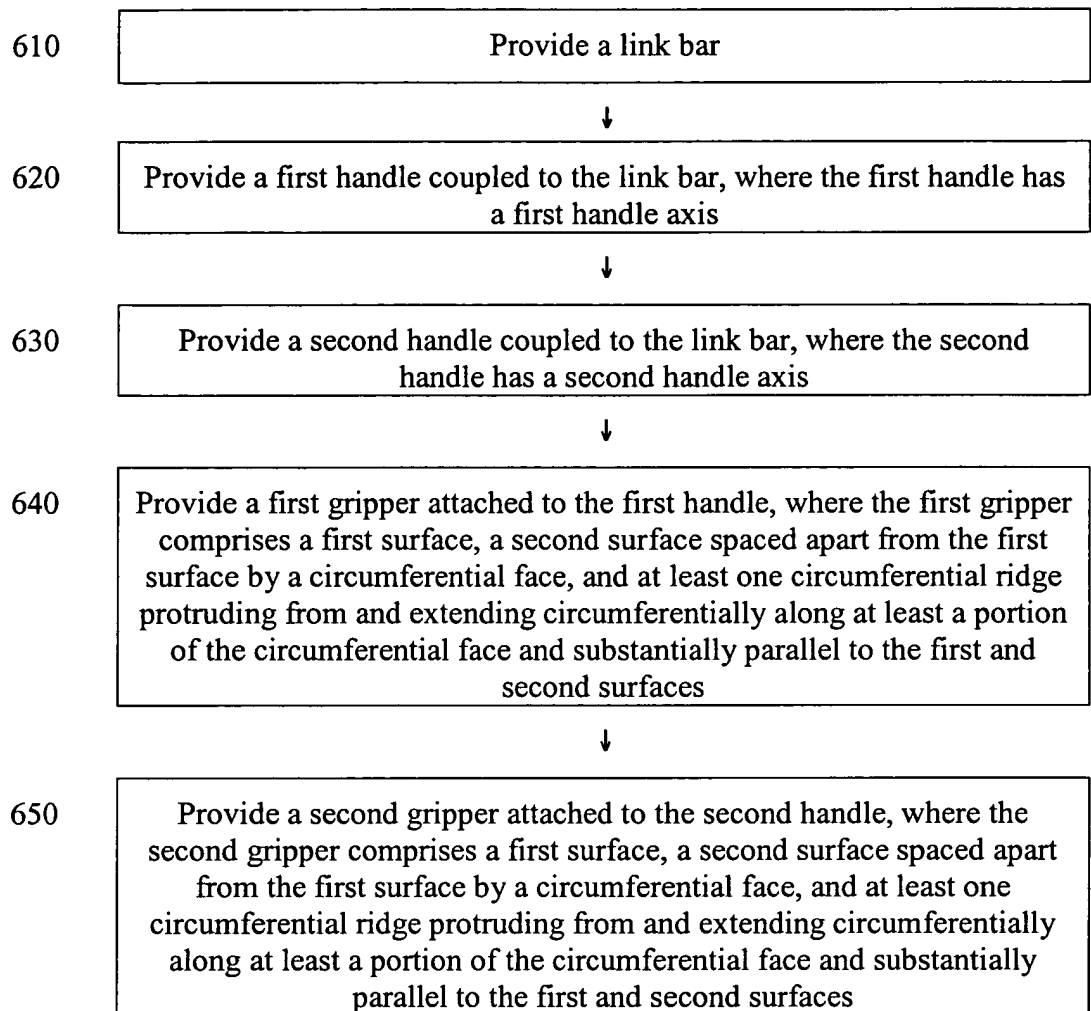 610
Provide a link bar
↓
620
Provide a first handle coupled to the link bar, where the first handle has
a first handle axis
↓
630
Provide a second handle coupled to the link bar, where the second
handle has a second handle axis
↓
640
Provide a first gripper attached to the first handle, where the first gripper
comprises a first surface, a second surface spaced apart from the first
surface by a circumferential face, and at least one circumferential ridge
protruding from and extending circumferentially along at least a portion
of the circumferential face and substantially parallel to the first and
second surfaces
↓
650
Provide a second gripper attached to the second handle, where the
second gripper comprises a first surface, a second surface spaced apart
from the first surface by a circumferential face, and at least one
circumferential ridge protruding from and extending circumferentially
along at least a portion of the circumferential face and substantially
parallel to the first and second surfaces